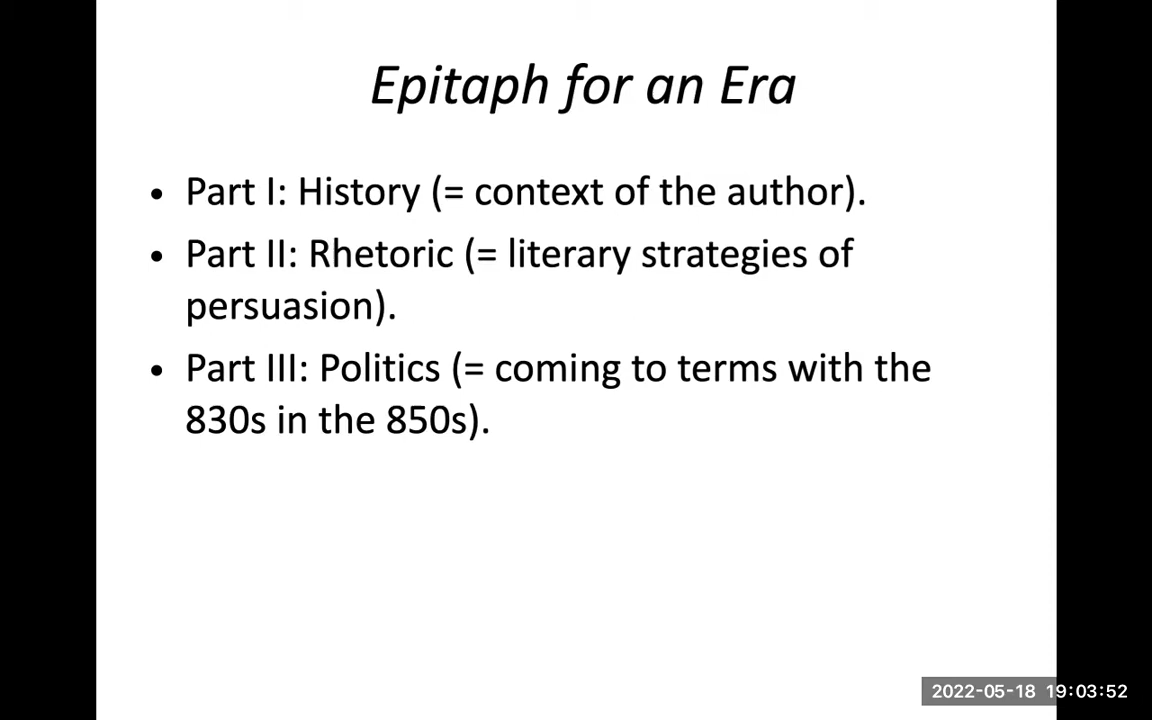 Epitaph for an Era
• Part I: History (= context of the author).
• Part II: Rhetoric (= literary strategies of
persuasion).
• Part III: Politics (= coming to terms with the
830s in the 850s).
2022-05-18 19:03:52